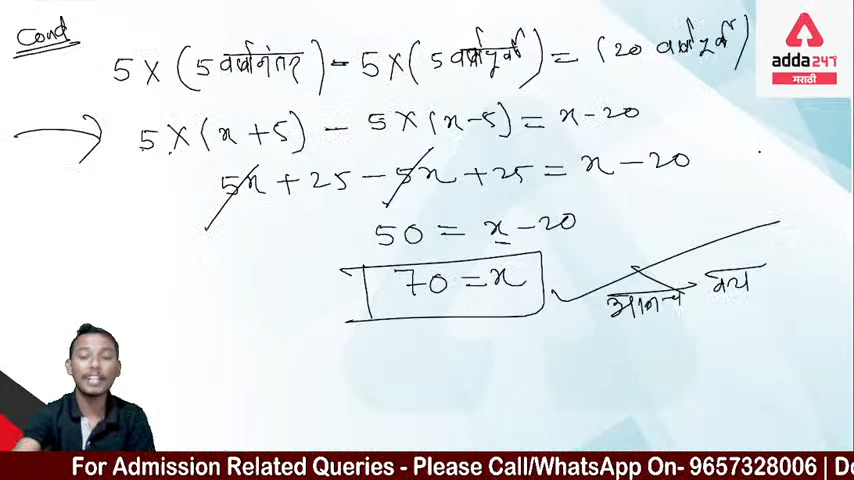 Cond
5 × (5 वर्षानंतर) - 5 × (5 वर्षापूर्वी) = (20 वर्षापूर्वी)
5 × (x + 5) - 5 × (x - 5) = x - 20
5x + 25 - 5x + 25 = x - 20
50 = x - 20
70 = x
आजचे वय
adda247
मराठी
For Admission Related Queries - Please Call/WhatsApp On- 9657328006 | De